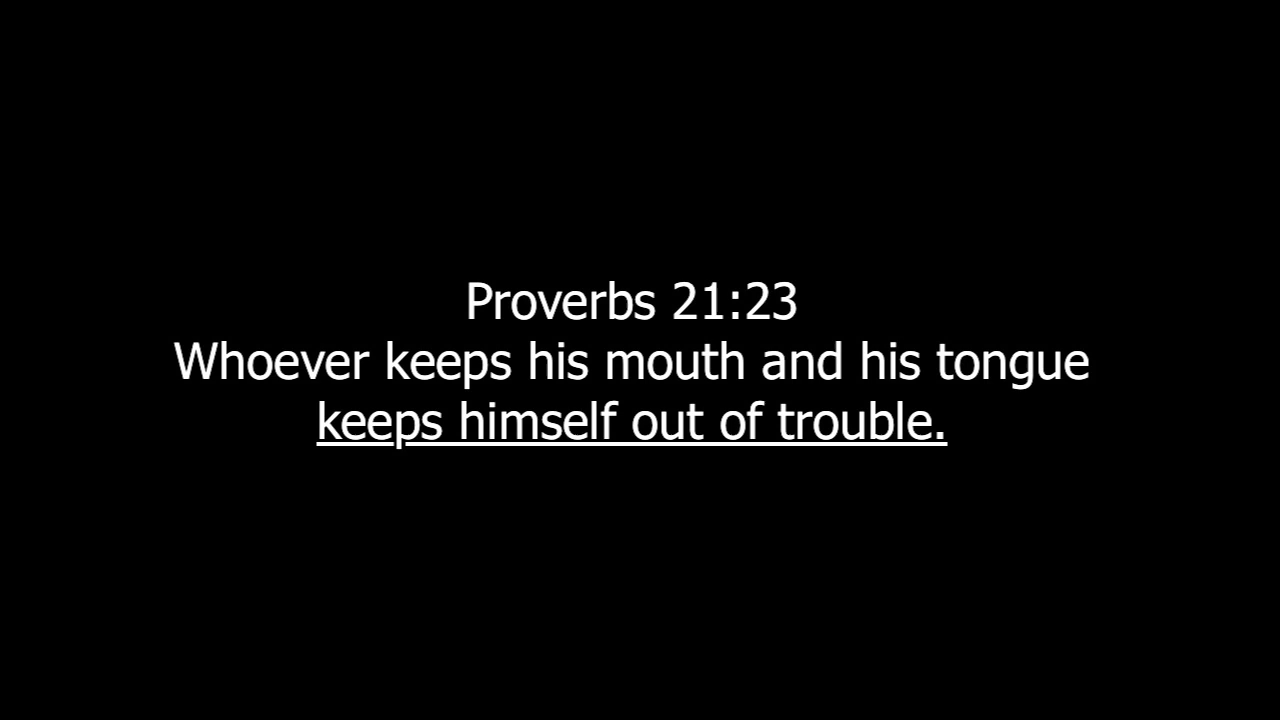 Proverbs 21:23
Whoever keeps his mouth and his tongue
keeps himself out of trouble.